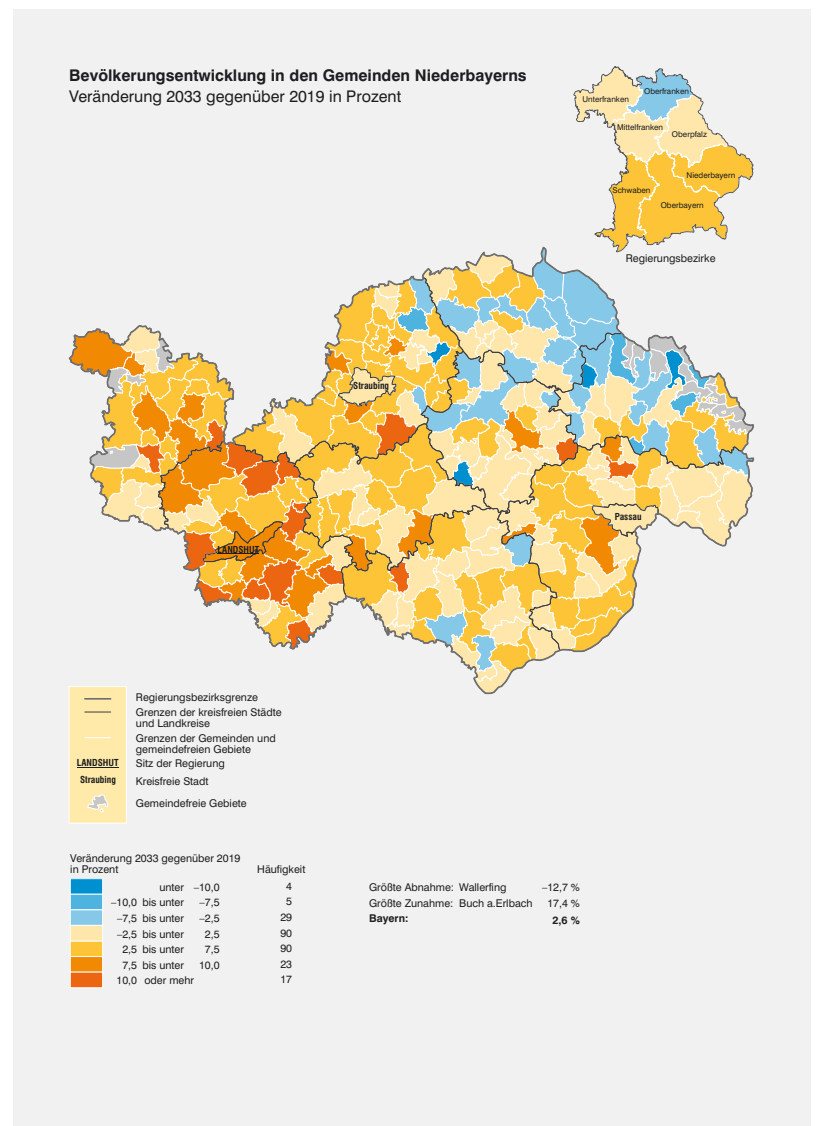 Bevölkerungsentwicklung in den Gemeinden Niederbayerns
Veränderung 2033 gegenüber 2019 in Prozent
Unterfranken
Oberfranken
Mittelfranken
Oberpfalz
Niederbayern
Schwaben
Oberbayern
Regierungsbezirke
Straubing
Passau
LANDSHUT
Regierungsbezirksgrenze
Grenzen der kreisfreien Städte
und Landkreise
Grenzen der Gemeinden und
gemeindefreien Gebiete
LANDSHUT Sitz der Regierung
Straubing Kreisfreie Stadt
Gemeindefreie Gebiete
Veränderung 2033 gegenüber 2019
in Prozent Häufigkeit
unter −10,0 4
−10,0 bis unter −7,5 5
−7,5 bis unter −2,5 29
−2,5 bis unter 2,5 90
2,5 bis unter 7,5 90
7,5 bis unter 10,0 23
10,0 oder mehr 17
Größte Abnahme: Wallerfing −12,7 %
Größte Zunahme: Buch a.Erlbach 17,4 %
Bayern: 2,6 %